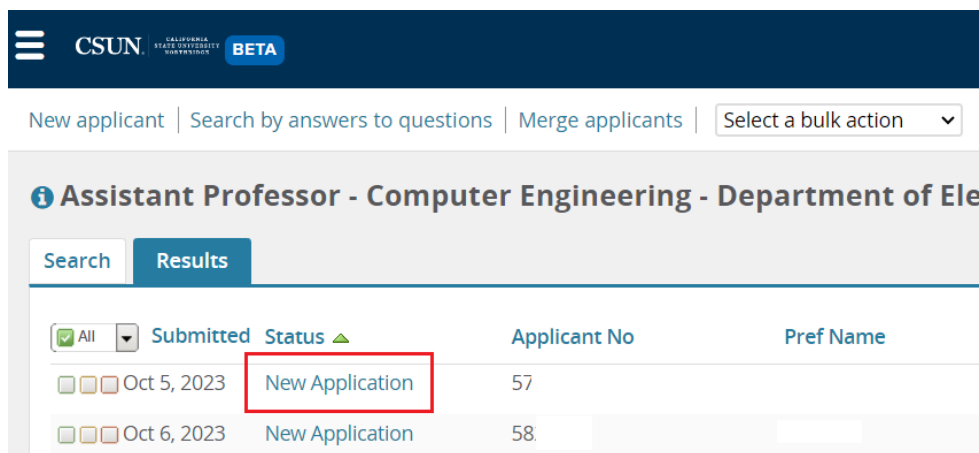 CSUN. CALIFORNIA STATE UNIVERSITY NORTHRIDGE BETA
New applicant | Search by answers to questions | Merge applicants | Select a bulk action
Assistant Professor - Computer Engineering - Department of Ele
Search Results
All Submitted Status Applicant No Pref Name
Oct 5, 2023 New Application 57
Oct 6, 2023 New Application 58